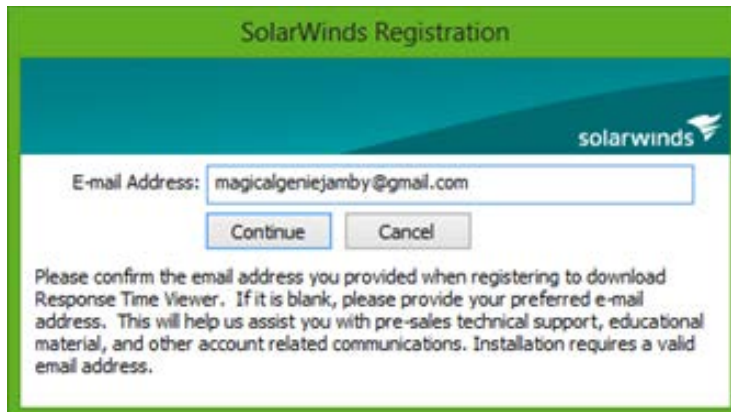 SolarWinds Registration
solarwinds
E-mail Address: magicalgeniejamby@gmail.com
Continue Cancel
Please confirm the email address you provided when registering to download
Response Time Viewer. If it is blank, please provide your preferred e-mail
address. This will help us assist you with pre-sales technical support, educational
material, and other account related communications. Installation requires a valid
email address.